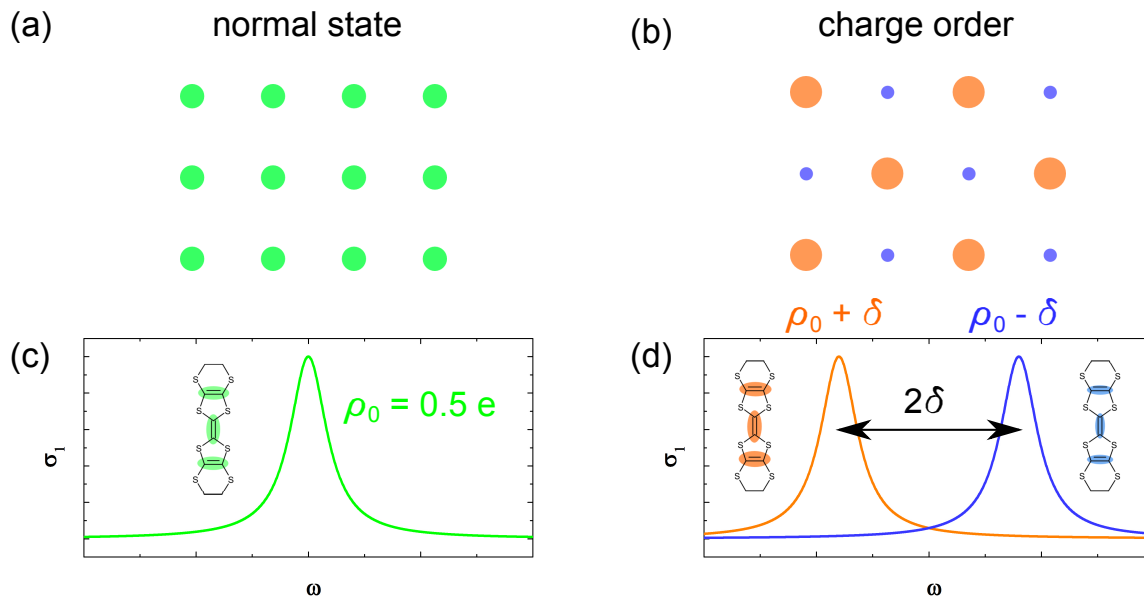 (a)
normal state
(b)
charge order
ρ₀ + δ
ρ₀ - δ
(c)
S S
S S
S S
S S
ρ₀ = 0.5 e
σ₁
ω
(d)
S S
S S
S S
S S
2δ
S S
S S
S S
S S
σ₁
ω